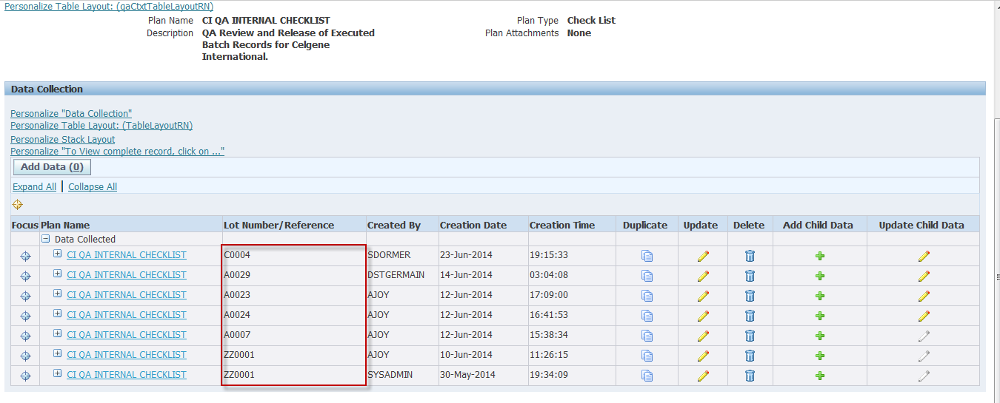 Personalize Table Layout: (qaCtxtTableLayoutRN)
Plan Name CI QA INTERNAL CHECKLIST Plan Type Check List
Description QA Review and Release of Executed Plan Attachments None
Batch Records for Celgene
International.
Data Collection
Personalize "Data Collection"
Personalize Table Layout: (TableLayoutRN)
Personalize Stack Layout
Personalize "To View complete record, click on ..."
Add Data (0)
Expand All Collapse All
Focus Plan Name Lot Number/Reference Created By Creation Date Creation Time Duplicate Update Delete Add Child Data Update Child Data
Data Collected
CI QA INTERNAL CHECKLIST C0004 SDORMER 23-Jun-2014 19:15:33
CI QA INTERNAL CHECKLIST A0029 DSTGERMAIN 14-Jun-2014 03:04:08
CI QA INTERNAL CHECKLIST A0023 AJOY 12-Jun-2014 17:09:00
CI QA INTERNAL CHECKLIST A0024 AJOY 12-Jun-2014 16:41:53
CI QA INTERNAL CHECKLIST A0007 AJOY 12-Jun-2014 15:38:34
CI QA INTERNAL CHECKLIST ZZ0001 AJOY 10-Jun-2014 11:26:15
CI QA INTERNAL CHECKLIST ZZ0001 SYSADMIN 30-May-2014 19:34:09